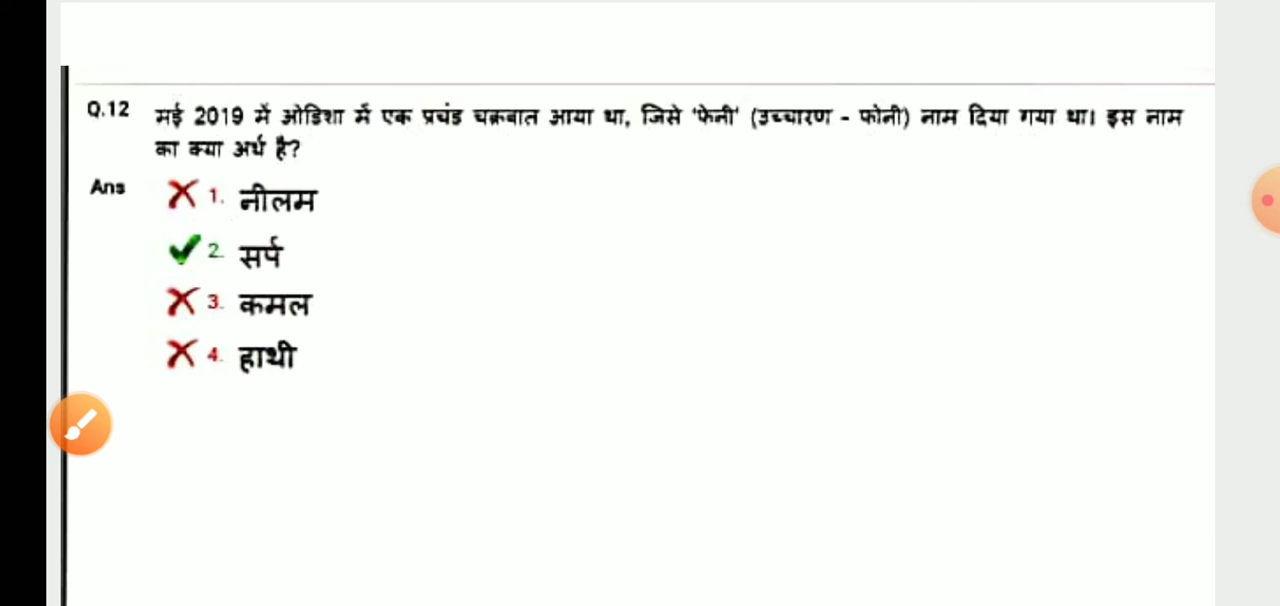 Q.12 मई 2019 में ओडिशा में एक प्रचंड चक्रवात आया था, जिसे 'फेनी' (उच्चारण - फोनी) नाम दिया गया था। इस नाम
का क्या अर्थ है?
Ans 1. नीलम
2. सर्प
3. कमल
4. हाथी